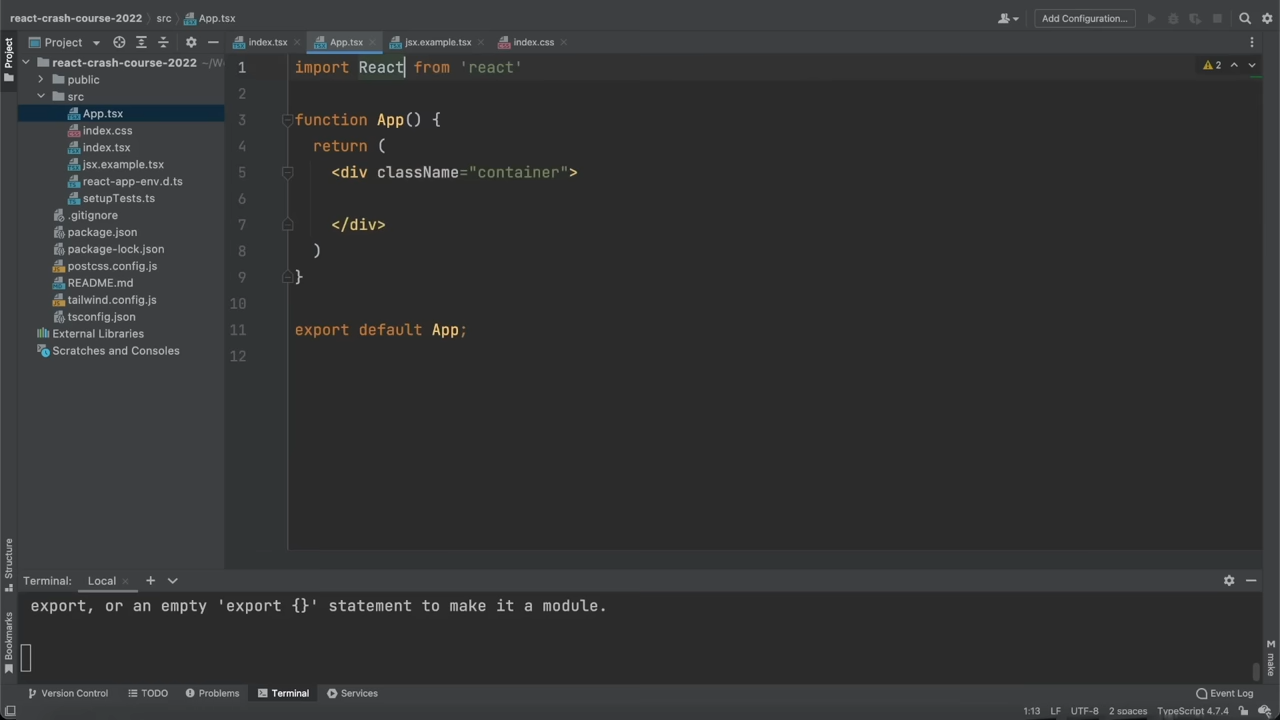 react-crash-course-2022 src App.tsx Add Configuration...
Project index.tsx App.tsx jsx.example.tsx index.css
Project
react-crash-course-2022
public
src
App.tsx
index.css
index.tsx
jsx.example.tsx
react-app-env.d.ts
setupTests.ts
.gitignore
package.json
package-lock.json
postcss.config.js
README.md
tailwind.config.js
tsconfig.json
External Libraries
Scratches and Consoles
1 import React from 'react'
2
3 function App() {
4 return (
5 <div className="container">
6
7 </div>
8 )
9 }
10
11 export default App;
12
2
Structure
Bookmarks
Terminal: Local
export, or an empty 'export {}' statement to make it a module.
M make
Version Control TODO Problems Terminal Services Event Log
1:13 LF UTF-8 2 spaces TypeScript 4.7.4